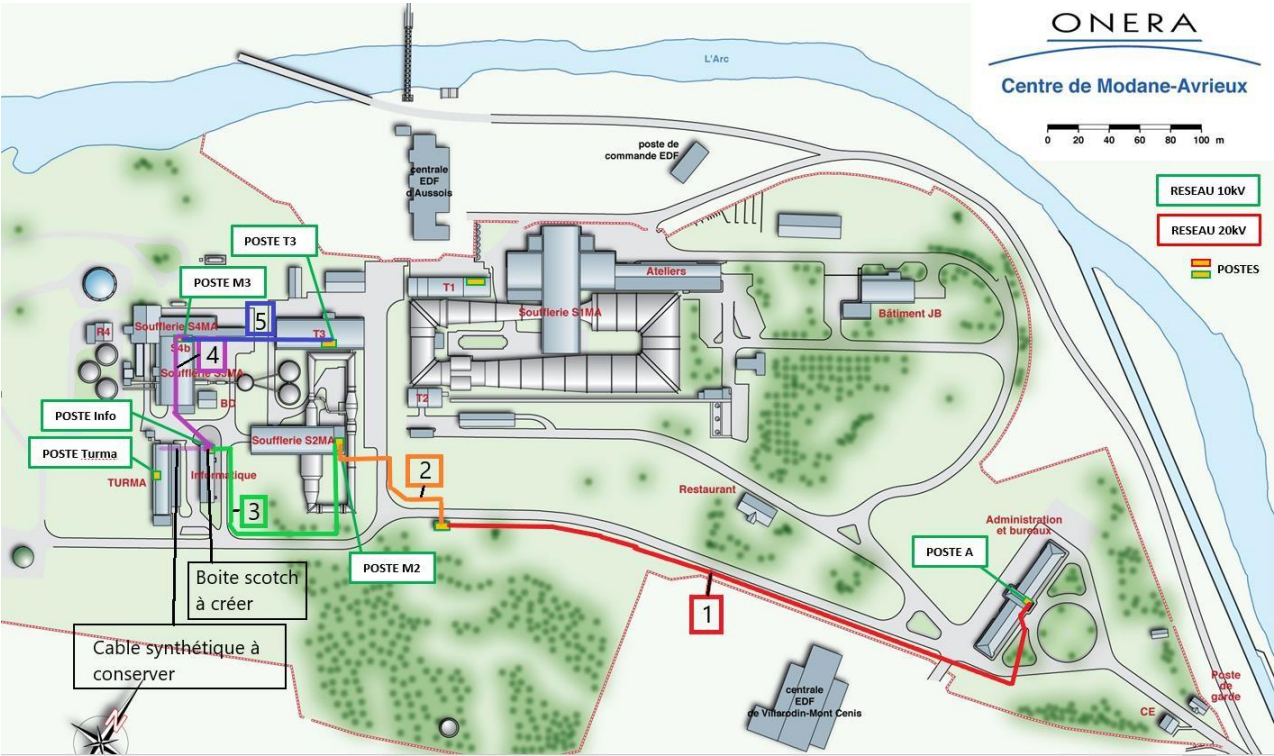 ONERA
Centre de Modane-Avrieux
0 20 40 60 80 100 m
L'Arc
RESEAU 10kV
RESEAU 20kV
POSTES
poste de
commande EDF
centrale
EDF
d'Aussois
POSTE T3
POSTE M3
T1
Ateliers
Soufflerie S1MA
Bâtiment JB
R4
Soufflerie S4MA
5
T3
S4b
4
Soufflerie S3MA
BD
T2
POSTE Info
Soufflerie S2MA
POSTE Turma
TURMA
Informatique
2
3
Restaurant
POSTE M2
Administration
et bureaux
POSTE A
Boite scotch
à créer
1
Cable synthétique à
conserver
centrale
EDF
de Villarodin-Mont Cenis
Poste
de
garde
CE
N